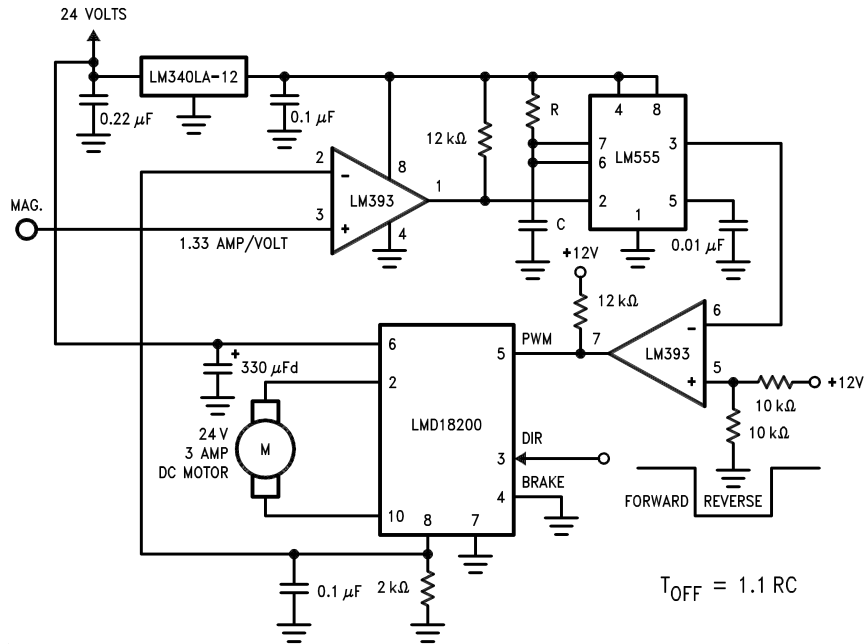 24 VOLTS
LM340LA-12
0.22 μF
0.1 μF
12 kΩ
R
4 8
7
6
LM555
3
2
5
1
C
0.01 μF
2
8
1
LM393
3
4
MAG.
1.33 AMP/VOLT
+12V
12 kΩ
6
7
LM393
5
+12V
10 kΩ
10 kΩ
PWM
6
5
330 μFd
+
2
LMD18200
24 V
3 AMP
DC MOTOR
M
DIR
3
BRAKE
4
10
8
7
FORWARD REVERSE
0.1 μF
2 kΩ
T_OFF = 1.1 RC